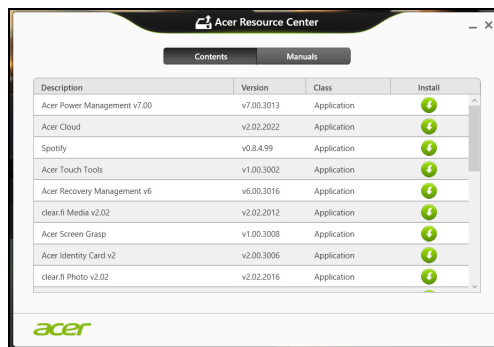 Acer Resource Center
Contents Manuals
Description Version Class Install
Acer Power Management v7.00 v7.00.3013 Application
Acer Cloud v2.02.2022 Application
Spotify v0.8.4.99 Application
Acer Touch Tools v1.00.3002 Application
Acer Recovery Management v6 v6.00.3016 Application
clear.fi Media v2.02 v2.02.2012 Application
Acer Screen Grasp v1.00.3008 Application
Acer Identity Card v2 v2.00.3006 Application
clear.fi Photo v2.02 v2.02.2016 Application
acer